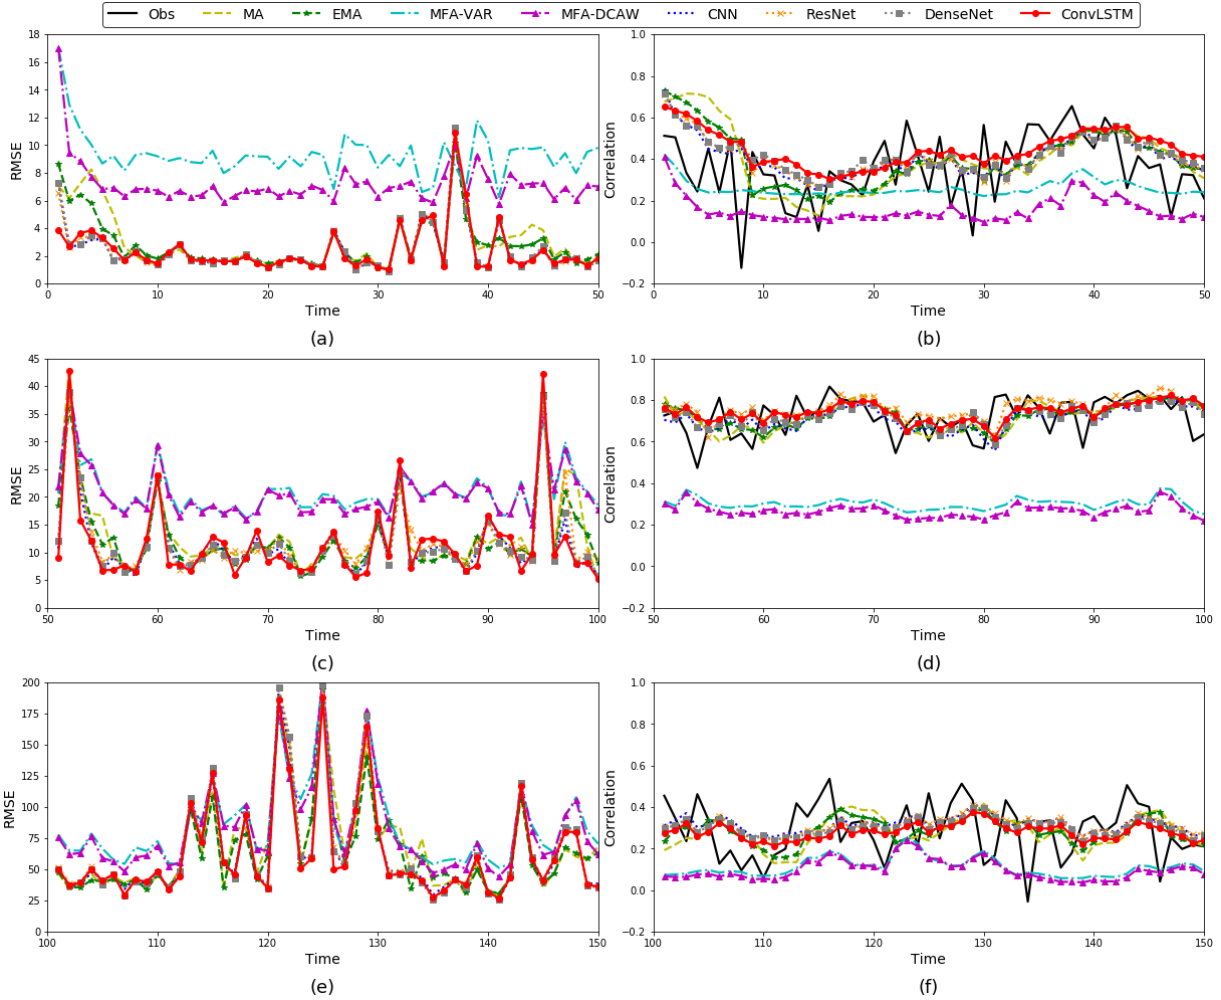 Obs MA EMA MFA-VAR MFA-DCAW CNN ResNet DenseNet ConvLSTM
18
16
14
12
10
8
6
4
2
0
RMSE
0 10 20 30 40 50
Time
(a)
1.0
0.8
0.6
0.4
0.2
0.0
−0.2
Correlation
0 10 20 30 40 50
Time
(b)
45
40
35
30
25
20
15
10
5
0
RMSE
50 60 70 80 90 100
Time
(c)
1.0
0.8
0.6
0.4
0.2
0.0
−0.2
Correlation
50 60 70 80 90 100
Time
(d)
200
175
150
125
100
75
50
25
0
RMSE
100 110 120 130 140 150
Time
(e)
1.0
0.8
0.6
0.4
0.2
0.0
−0.2
Correlation
100 110 120 130 140 150
Time
(f)